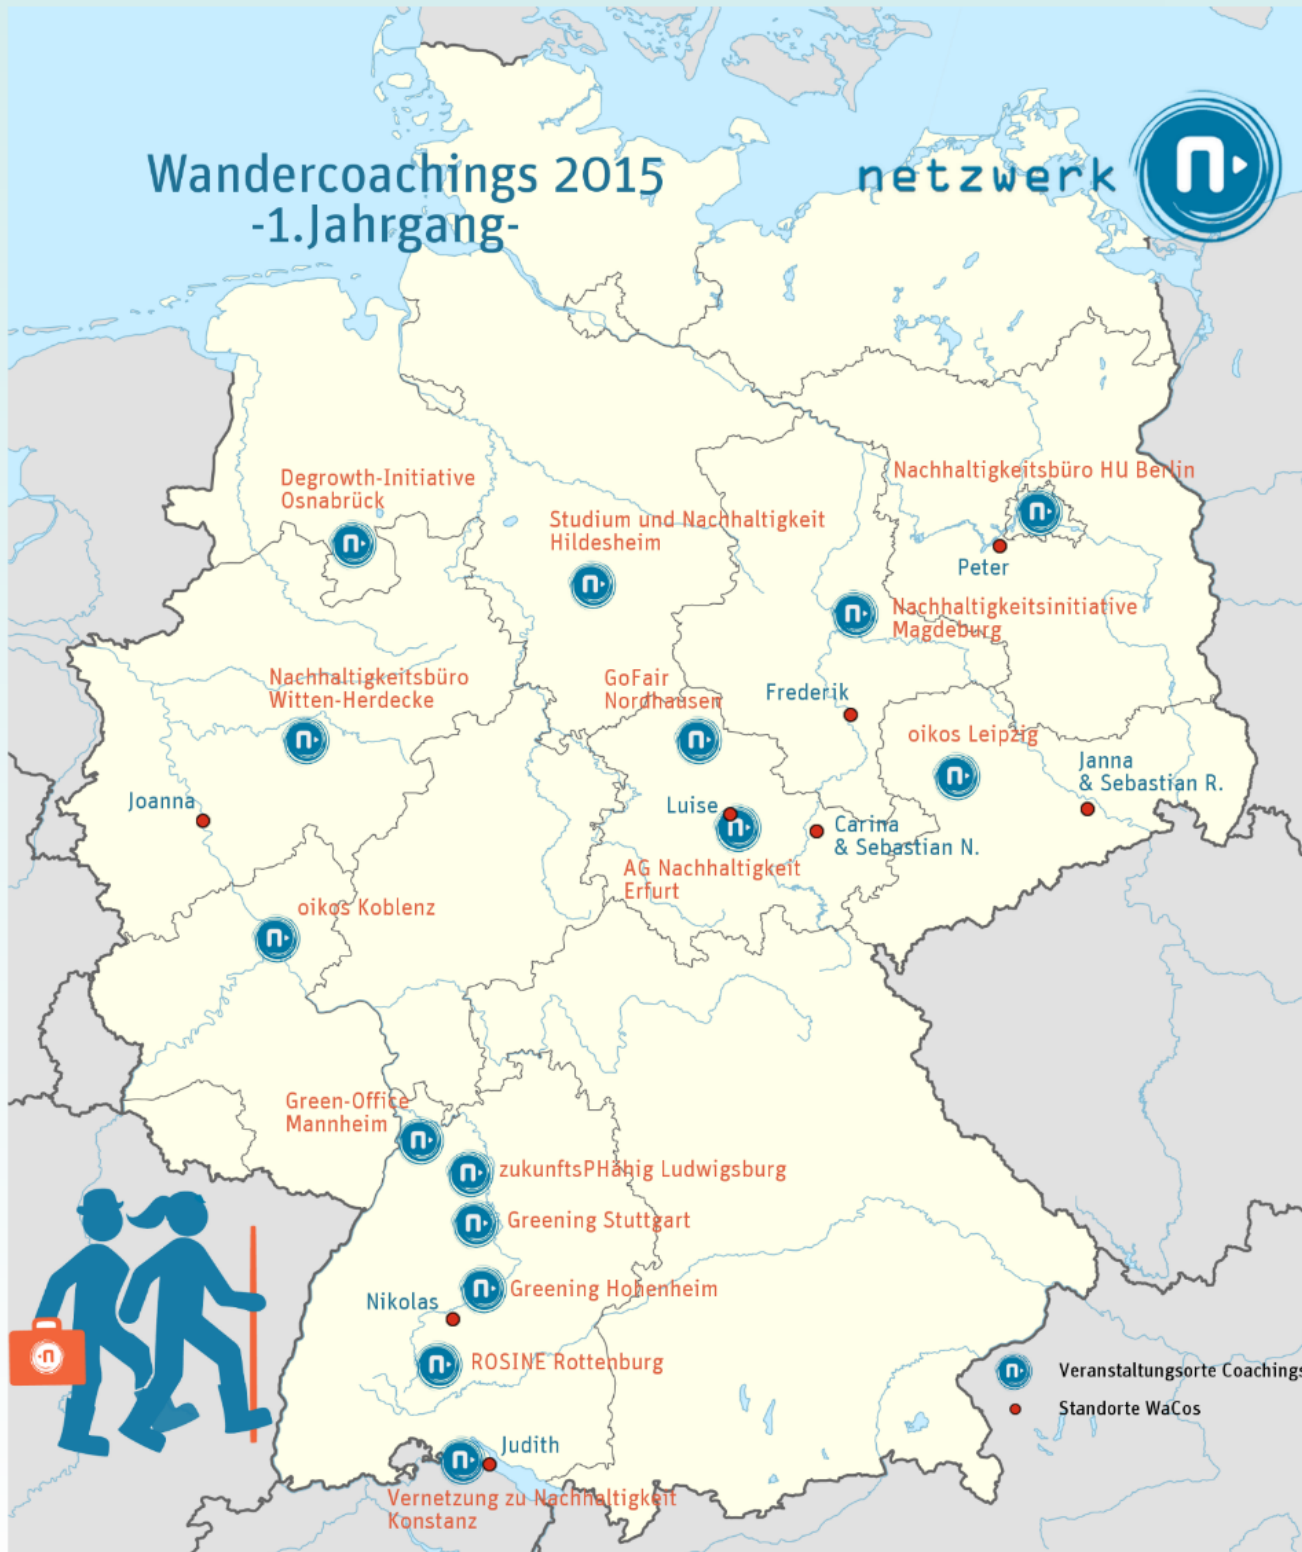 Wandercoachings 2015
-1.Jahrgang-
netzwerk
n
Degrowth-Initiative
Osnabrück
Studium und Nachhaltigkeit
Hildesheim
Nachhaltigkeitsbüro HU Berlin
Peter
Nachhaltigkeitsinitiative
Magdeburg
Nachhaltigkeitsbüro
Witten-Herdecke
GoFair
Nordhausen
Frederik
oikos Leipzig
Janna
& Sebastian R.
Joanna
Luise
Carina
& Sebastian N.
AG Nachhaltigkeit
Erfurt
oikos Koblenz
Green-Office
Mannheim
zukunftsPHähig Ludwigsburg
Greening Stuttgart
Greening Hohenheim
Nikolas
ROSINE Rottenburg
Judith
Vernetzung zu Nachhaltigkeit
Konstanz
Veranstaltungsorte Coachings
Standorte WaCos